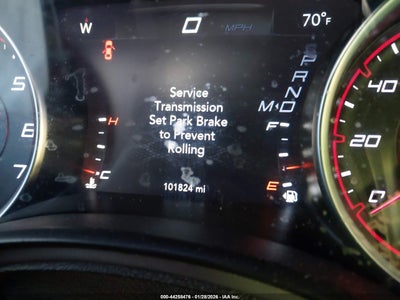 W 0 MPH 70°F
P
R
N
D
M
Service
Transmission
Set Park Brake
to Prevent
Rolling
H
C
F
E
101824 mi
5
6
7
40
20
0
000-44258476 - 01/28/2026 - IAA Inc.